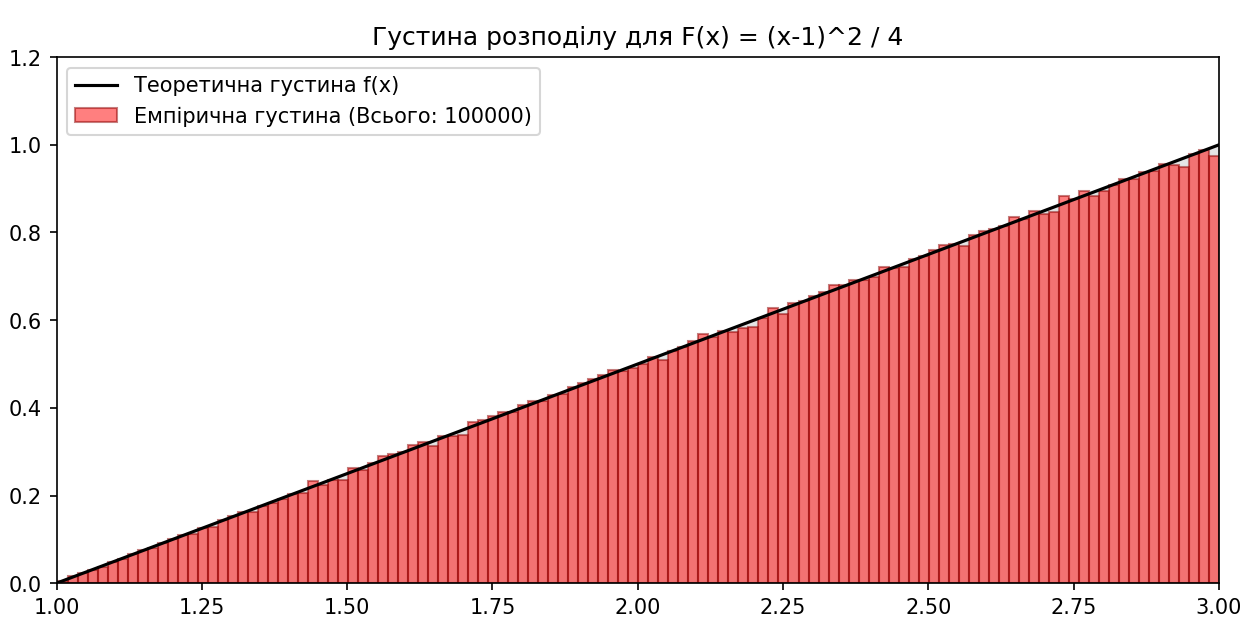 Густина розподілу для F(x) = (x-1)^2 / 4
1.2
Теоретична густина f(x)
Емпірична густина (Всього: 100000)
1.0
0.8
0.6
0.4
0.2
0.0
1.00 1.25 1.50 1.75 2.00 2.25 2.50 2.75 3.00